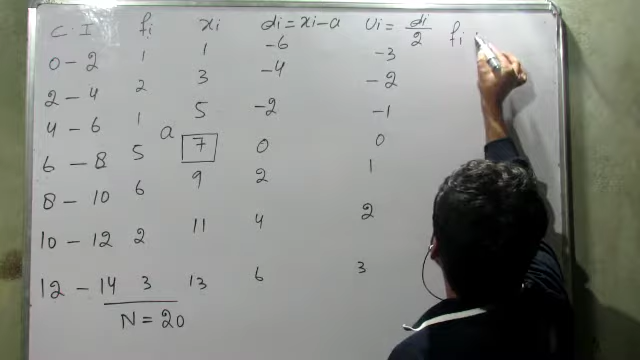 C. I fi xi di = xi - a ui = di/2 fi
0 - 2 1 1 -6 -3
2 - 4 2 3 -4 -2
4 - 6 1 5 -2 -1
6 - 8 5 a 7 0 0
8 - 10 6 9 2 1
10 - 12 2 11 4 2
12 - 14 3 13 6 3
N = 20